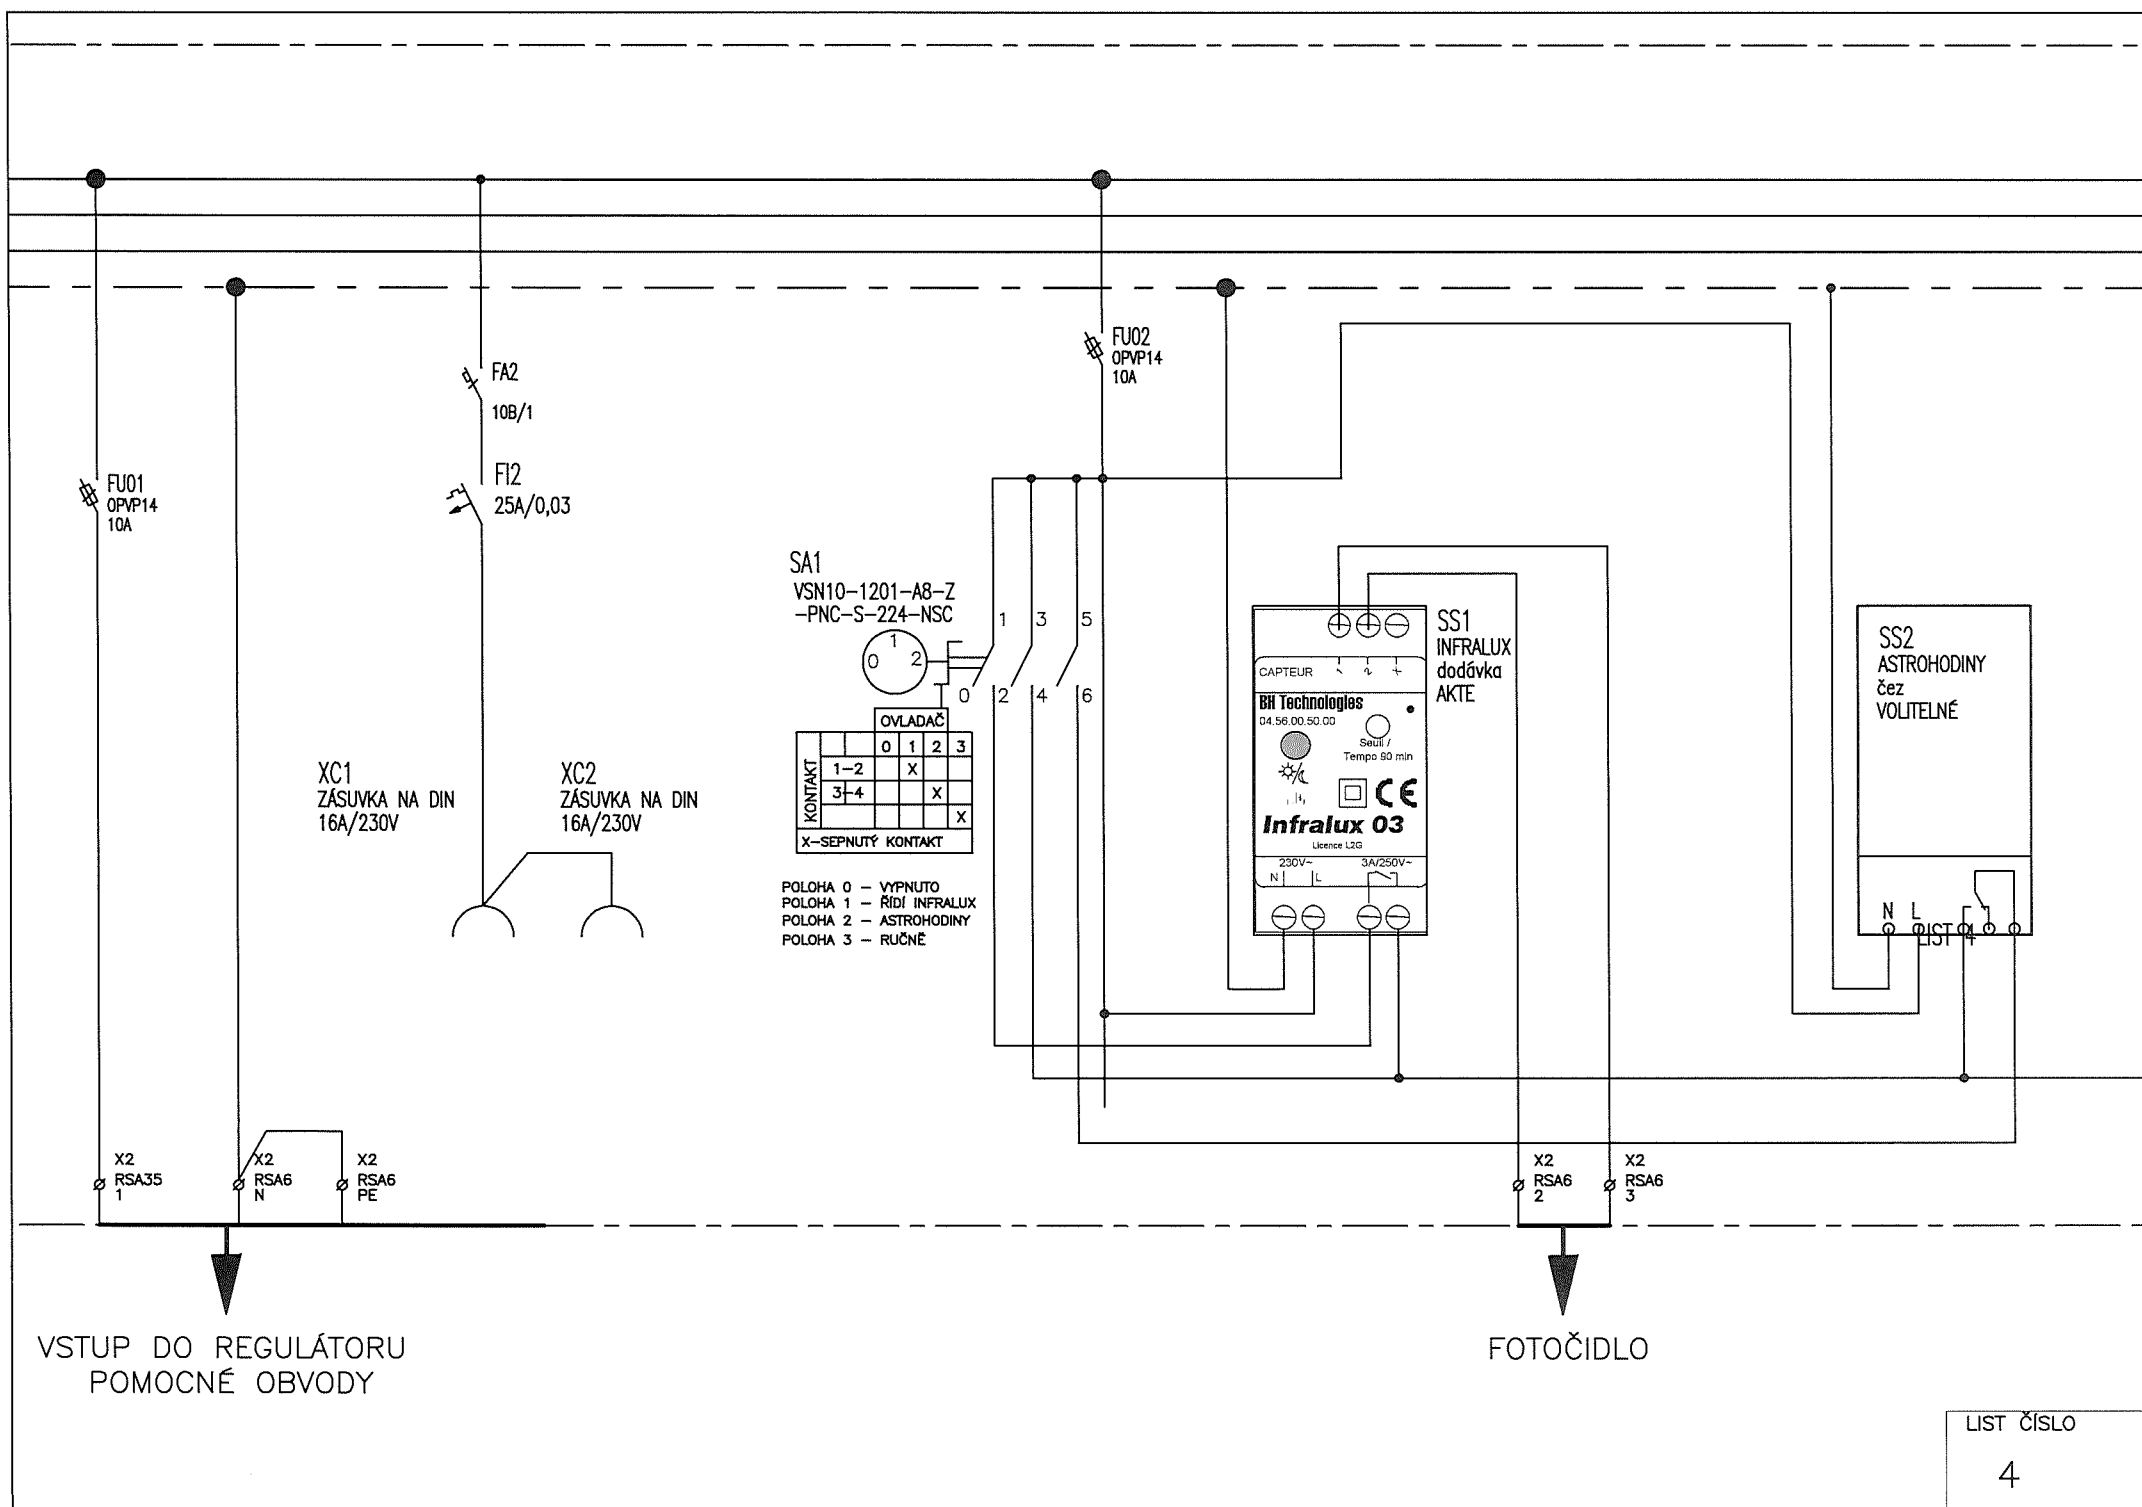 FU01
OPVP14
10A
FA2
10B/1
FI2
25A/0,03
XC1
ZÁSUVKA NA DIN
16A/230V
XC2
ZÁSUVKA NA DIN
16A/230V
FU02
OPVP14
10A
SA1
VSN10-1201-A8-Z
-PNC-S-224-NSC
0
1
2
1
3
5
0
2
4
6
OVLADAČ
KONTAKT
0 1 2 3
1-2 X
3-4 X
X
X-SEPNUTÝ KONTAKT
POLOHA 0 - VYPNUTO
POLOHA 1 - ŘÍDÍ INFRALUX
POLOHA 2 - ASTROHODINY
POLOHA 3 - RUČNĚ
SS1
INFRALUX
dodávka
AKTE
CAPTEUR
BH Technologies
04.56.00.50.00
Seuil /
Tempo 90 min
CE
Infralux 03
Licence L2G
230V~
3A/250V~
N L
SS2
ASTROHODINY
čez
VOLITELNÉ
N L
LIST 4
X2
RSA35
1
X2
RSA6
N
X2
RSA6
PE
X2
RSA6
2
X2
RSA6
3
VSTUP DO REGULÁTORU
POMOCNÉ OBVODY
FOTOČIDLO
LIST ČÍSLO
4